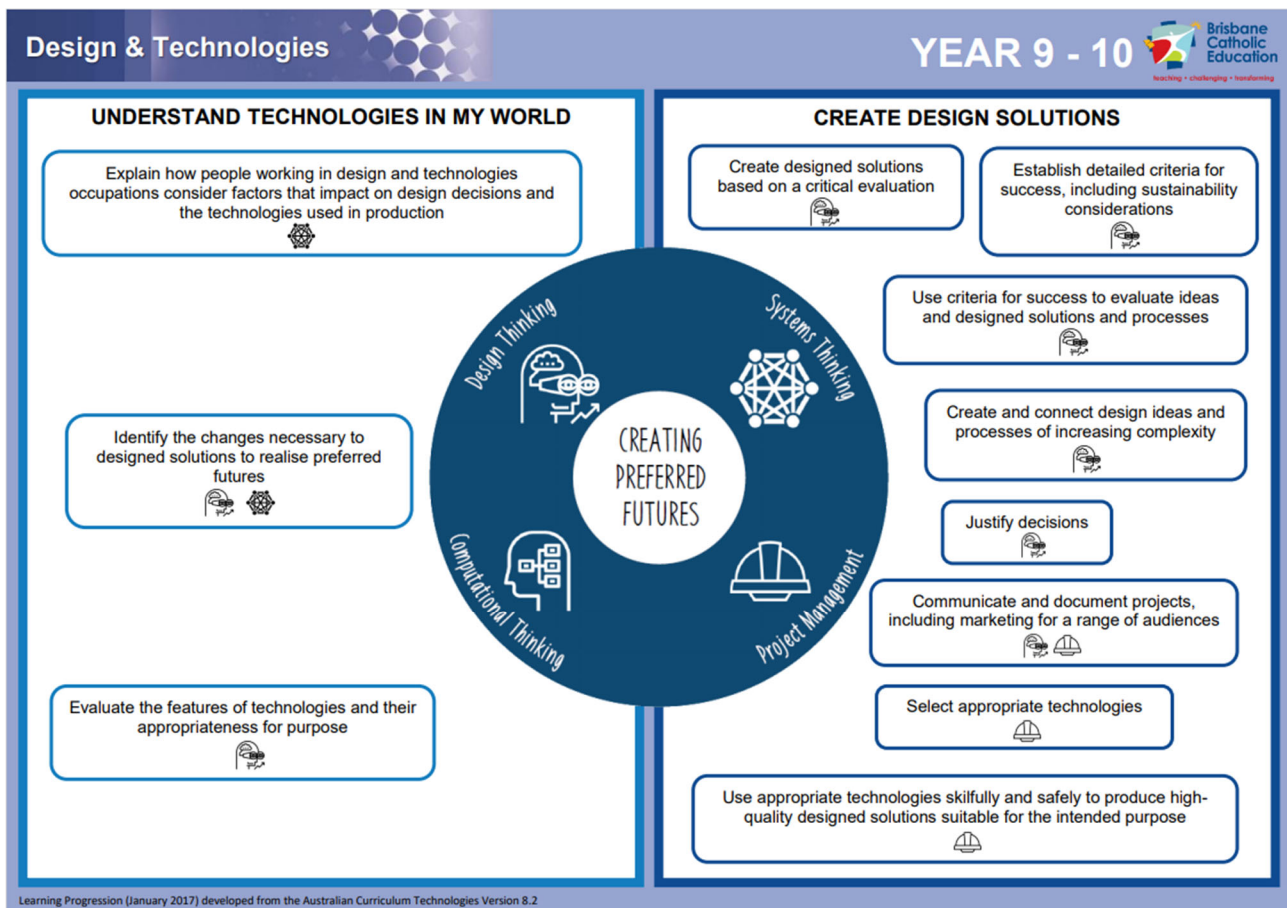 Design & Technologies
YEAR 9 - 10
Brisbane
Catholic
Education
teaching • challenging • transforming
UNDERSTAND TECHNOLOGIES IN MY WORLD
Explain how people working in design and technologies
occupations consider factors that impact on design decisions and
the technologies used in production
Identify the changes necessary to
designed solutions to realise preferred
futures
Evaluate the features of technologies and their
appropriateness for purpose
Design Thinking
Systems Thinking
CREATING
PREFERRED
FUTURES
Computational Thinking
Project Management
CREATE DESIGN SOLUTIONS
Create designed solutions
based on a critical evaluation
Establish detailed criteria for
success, including sustainability
considerations
Use criteria for success to evaluate ideas
and designed solutions and processes
Create and connect design ideas and
processes of increasing complexity
Justify decisions
Communicate and document projects,
including marketing for a range of audiences
Select appropriate technologies
Use appropriate technologies skilfully and safely to produce high-
quality designed solutions suitable for the intended purpose
Learning Progression (January 2017) developed from the Australian Curriculum Technologies Version 8.2